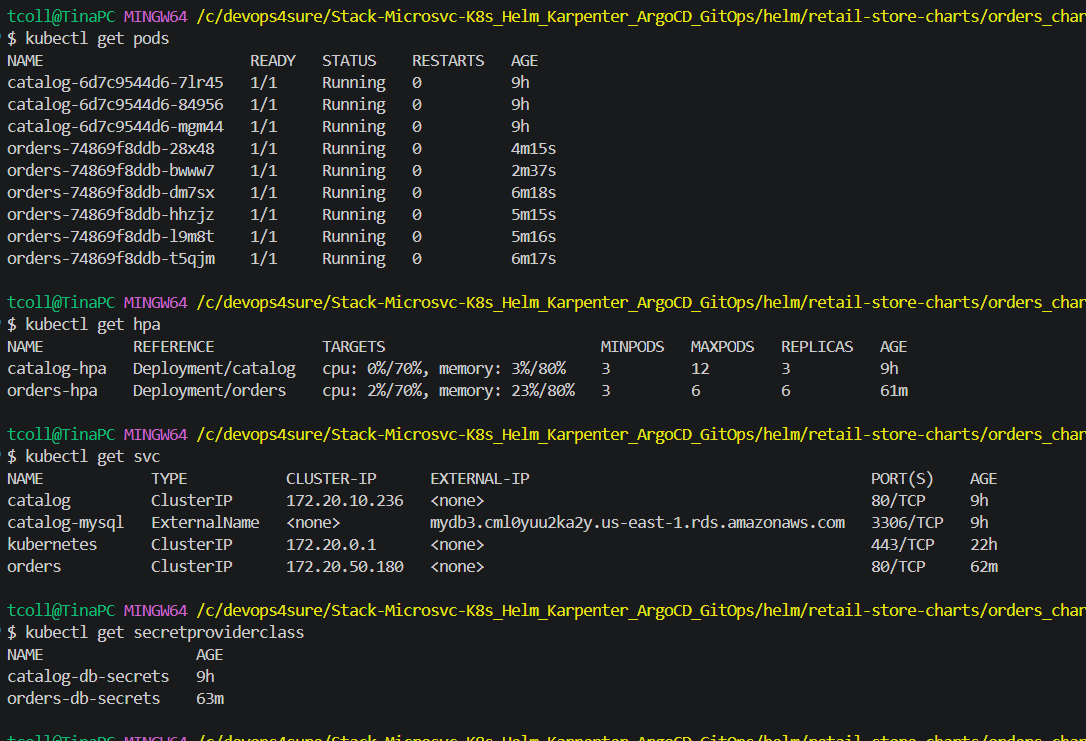 tcoll@TinaPC MINGW64 /c/devops4sure/Stack-Microsvc-K8s_Helm_Karpenter_ArgoCD_GitOps/helm/retail-store-charts/orders_char
$ kubectl get pods
NAME READY STATUS RESTARTS AGE
catalog-6d7c9544d6-7lr45 1/1 Running 0 9h
catalog-6d7c9544d6-84956 1/1 Running 0 9h
catalog-6d7c9544d6-mgm44 1/1 Running 0 9h
orders-74869f8ddb-28x48 1/1 Running 0 4m15s
orders-74869f8ddb-bwww7 1/1 Running 0 2m37s
orders-74869f8ddb-dm7sx 1/1 Running 0 6m18s
orders-74869f8ddb-hhzjz 1/1 Running 0 5m15s
orders-74869f8ddb-l9m8t 1/1 Running 0 5m16s
orders-74869f8ddb-t5qjm 1/1 Running 0 6m17s
tcoll@TinaPC MINGW64 /c/devops4sure/Stack-Microsvc-K8s_Helm_Karpenter_ArgoCD_GitOps/helm/retail-store-charts/orders_char
$ kubectl get hpa
NAME REFERENCE TARGETS MINPODS MAXPODS REPLICAS AGE
catalog-hpa Deployment/catalog cpu: 0%/70%, memory: 3%/80% 3 12 3 9h
orders-hpa Deployment/orders cpu: 2%/70%, memory: 23%/80% 3 6 6 61m
tcoll@TinaPC MINGW64 /c/devops4sure/Stack-Microsvc-K8s_Helm_Karpenter_ArgoCD_GitOps/helm/retail-store-charts/orders_char
$ kubectl get svc
NAME TYPE CLUSTER-IP EXTERNAL-IP PORT(S) AGE
catalog ClusterIP 172.20.10.236 <none> 80/TCP 9h
catalog-mysql ExternalName <none> mydb3.cml0yuu2ka2y.us-east-1.rds.amazonaws.com 3306/TCP 9h
kubernetes ClusterIP 172.20.0.1 <none> 443/TCP 22h
orders ClusterIP 172.20.50.180 <none> 80/TCP 62m
tcoll@TinaPC MINGW64 /c/devops4sure/Stack-Microsvc-K8s_Helm_Karpenter_ArgoCD_GitOps/helm/retail-store-charts/orders_char
$ kubectl get secretproviderclass
NAME AGE
catalog-db-secrets 9h
orders-db-secrets 63m
tcoll@TinaPC MINGW64 /c/devops4sure/Stack-Microsvc-K8s_Helm_Karpenter_ArgoCD_GitOps/helm/retail-store-charts/orders_char